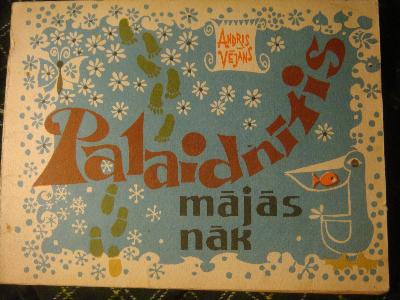 Andris
Vējāns
Palaidnītis
mājās
nāk